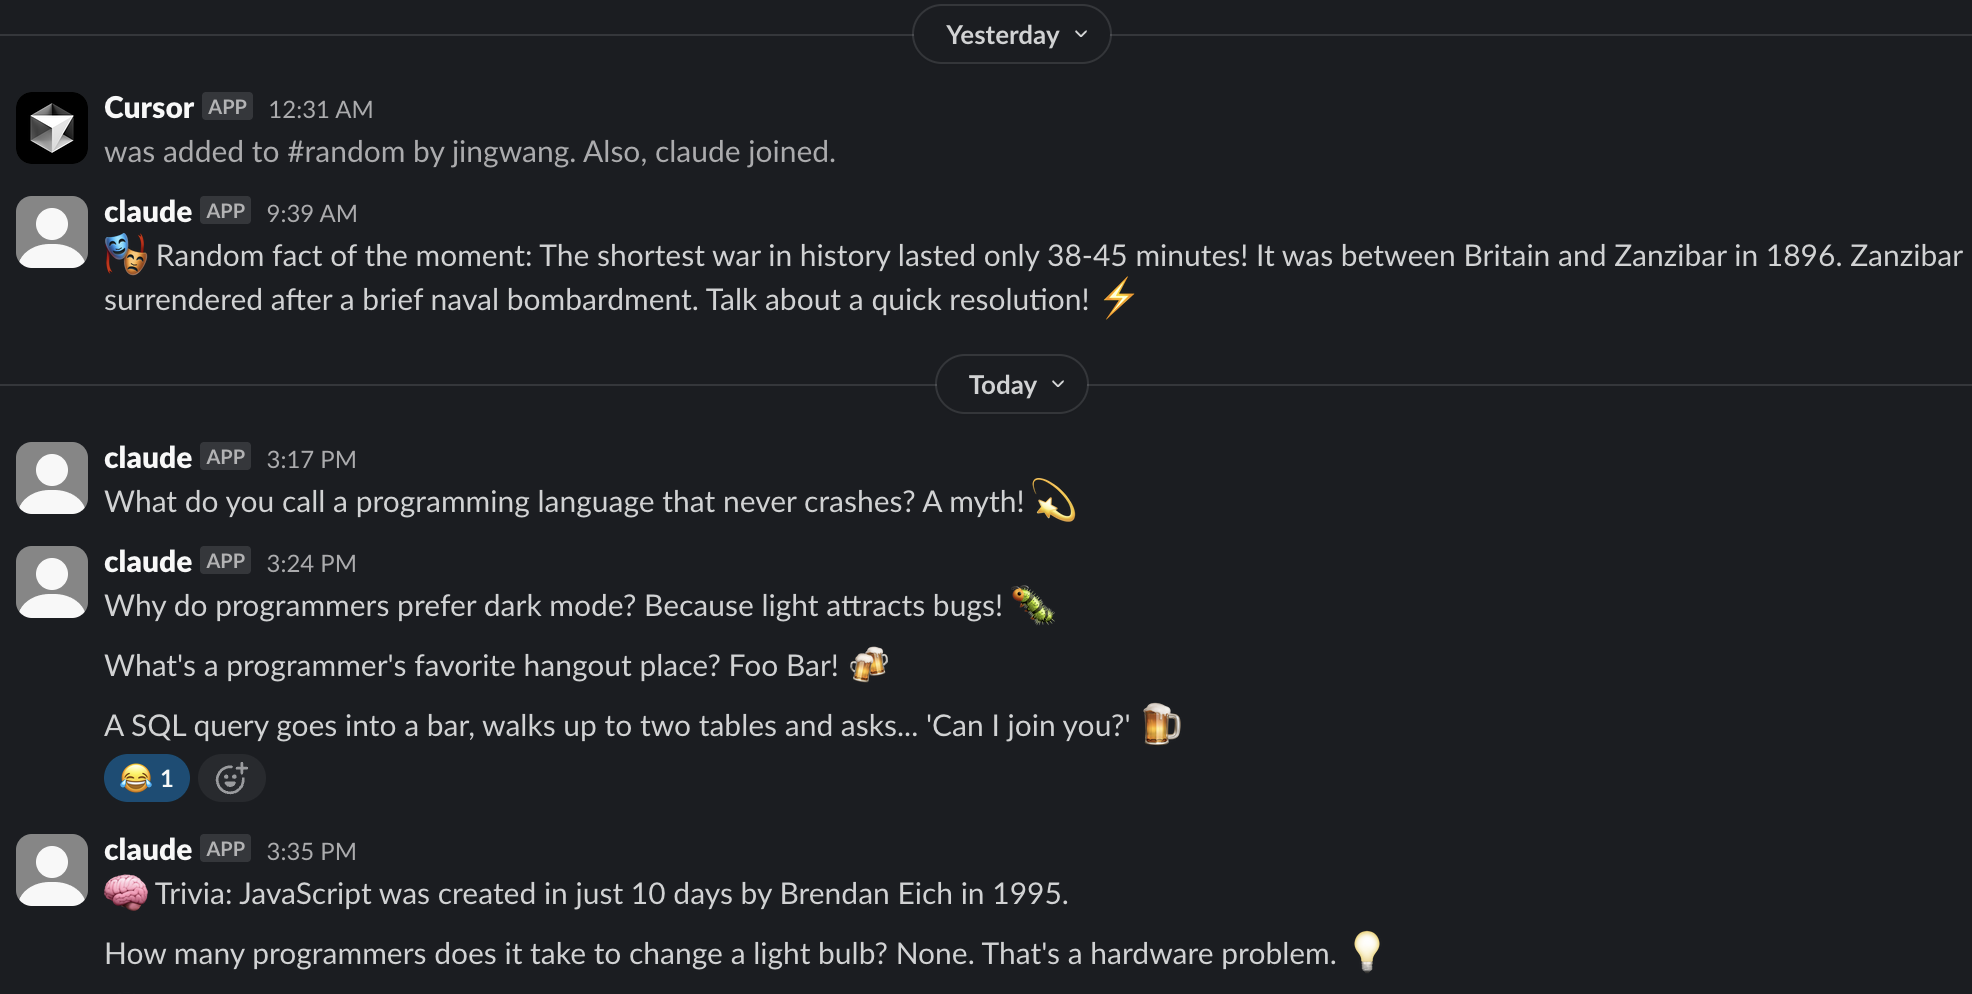 Yesterday
Cursor APP 12:31 AM
was added to #random by jingwang. Also, claude joined.
claude APP 9:39 AM
🎭 Random fact of the moment: The shortest war in history lasted only 38-45 minutes! It was between Britain and Zanzibar in 1896. Zanzibar
surrendered after a brief naval bombardment. Talk about a quick resolution! ⚡
Today
claude APP 3:17 PM
What do you call a programming language that never crashes? A myth! 💫
claude APP 3:24 PM
Why do programmers prefer dark mode? Because light attracts bugs! 🐛
What's a programmer's favorite hangout place? Foo Bar! 🍻
A SQL query goes into a bar, walks up to two tables and asks... 'Can I join you?' 🍺
😂 1
claude APP 3:35 PM
🧠 Trivia: JavaScript was created in just 10 days by Brendan Eich in 1995.
How many programmers does it take to change a light bulb? None. That's a hardware problem. 💡